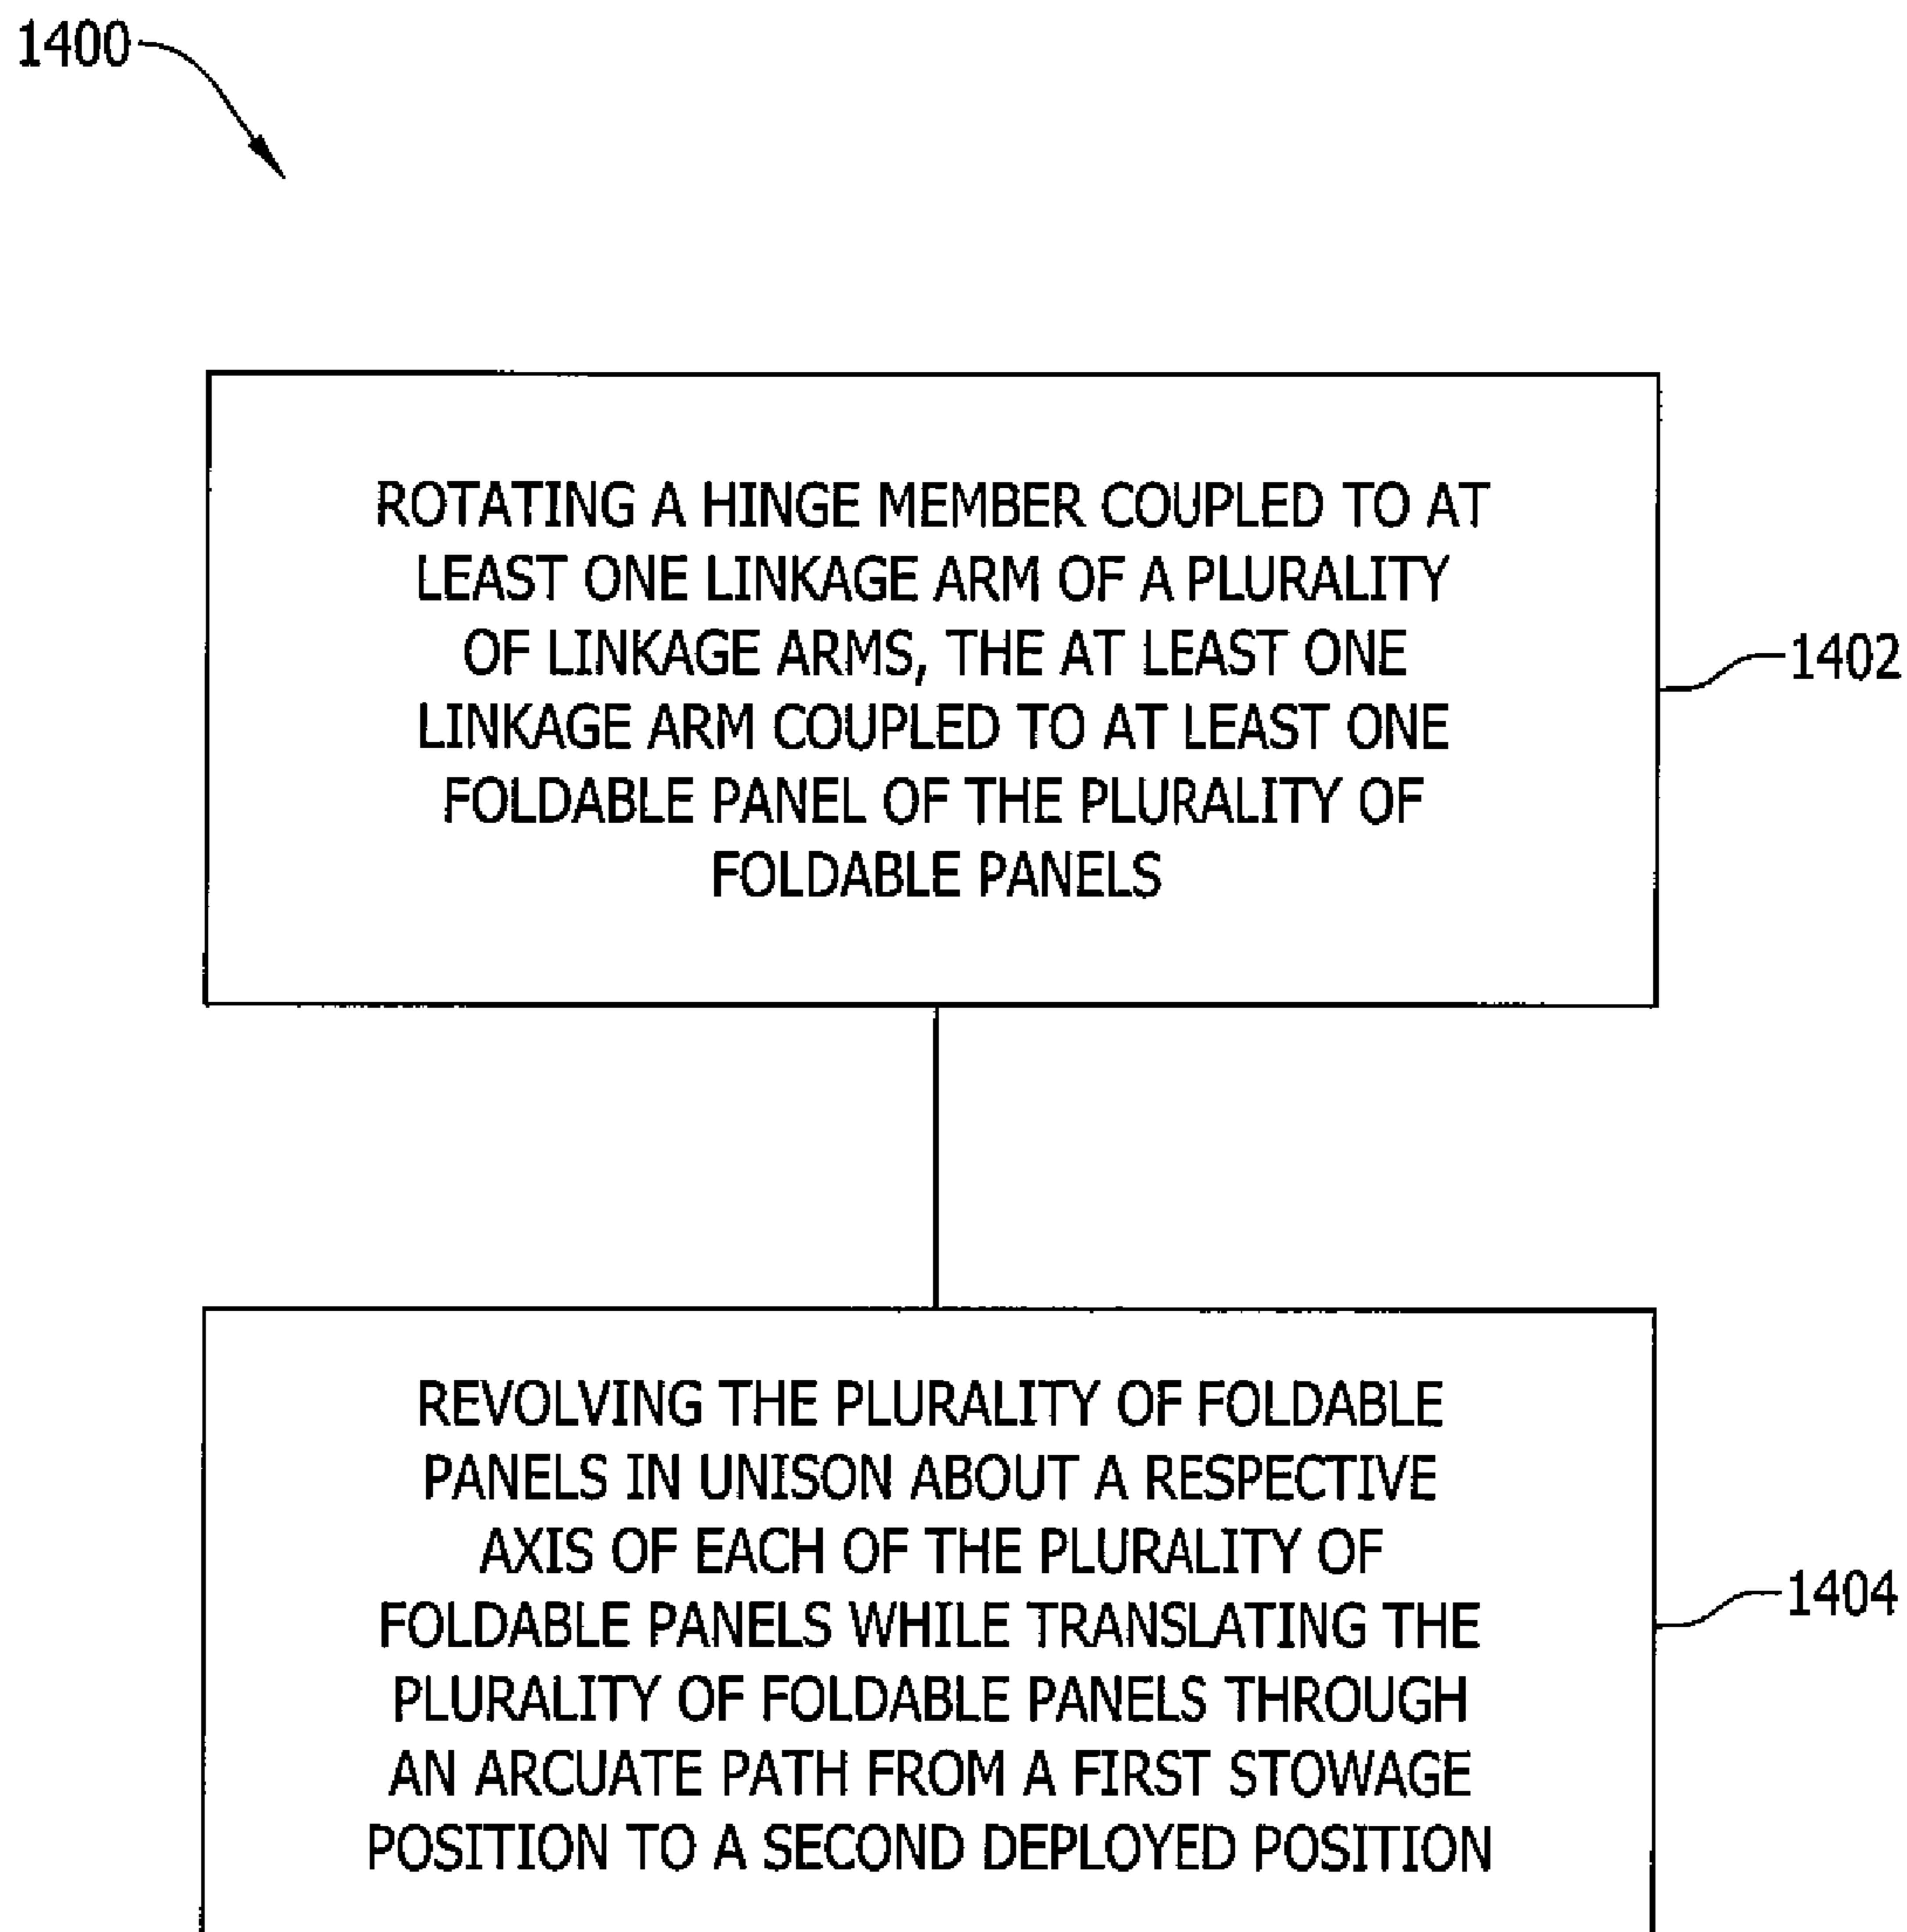 1400
ROTATING A HINGE MEMBER COUPLED TO AT
LEAST ONE LINKAGE ARM OF A PLURALITY
OF LINKAGE ARMS, THE AT LEAST ONE
LINKAGE ARM COUPLED TO AT LEAST ONE
FOLDABLE PANEL OF THE PLURALITY OF
FOLDABLE PANELS
1402
REVOLVING THE PLURALITY OF FOLDABLE
PANELS IN UNISON ABOUT A RESPECTIVE
AXIS OF EACH OF THE PLURALITY OF
FOLDABLE PANELS WHILE TRANSLATING THE
PLURALITY OF FOLDABLE PANELS THROUGH
AN ARCUATE PATH FROM A FIRST STOWAGE
POSITION TO A SECOND DEPLOYED POSITION
1404